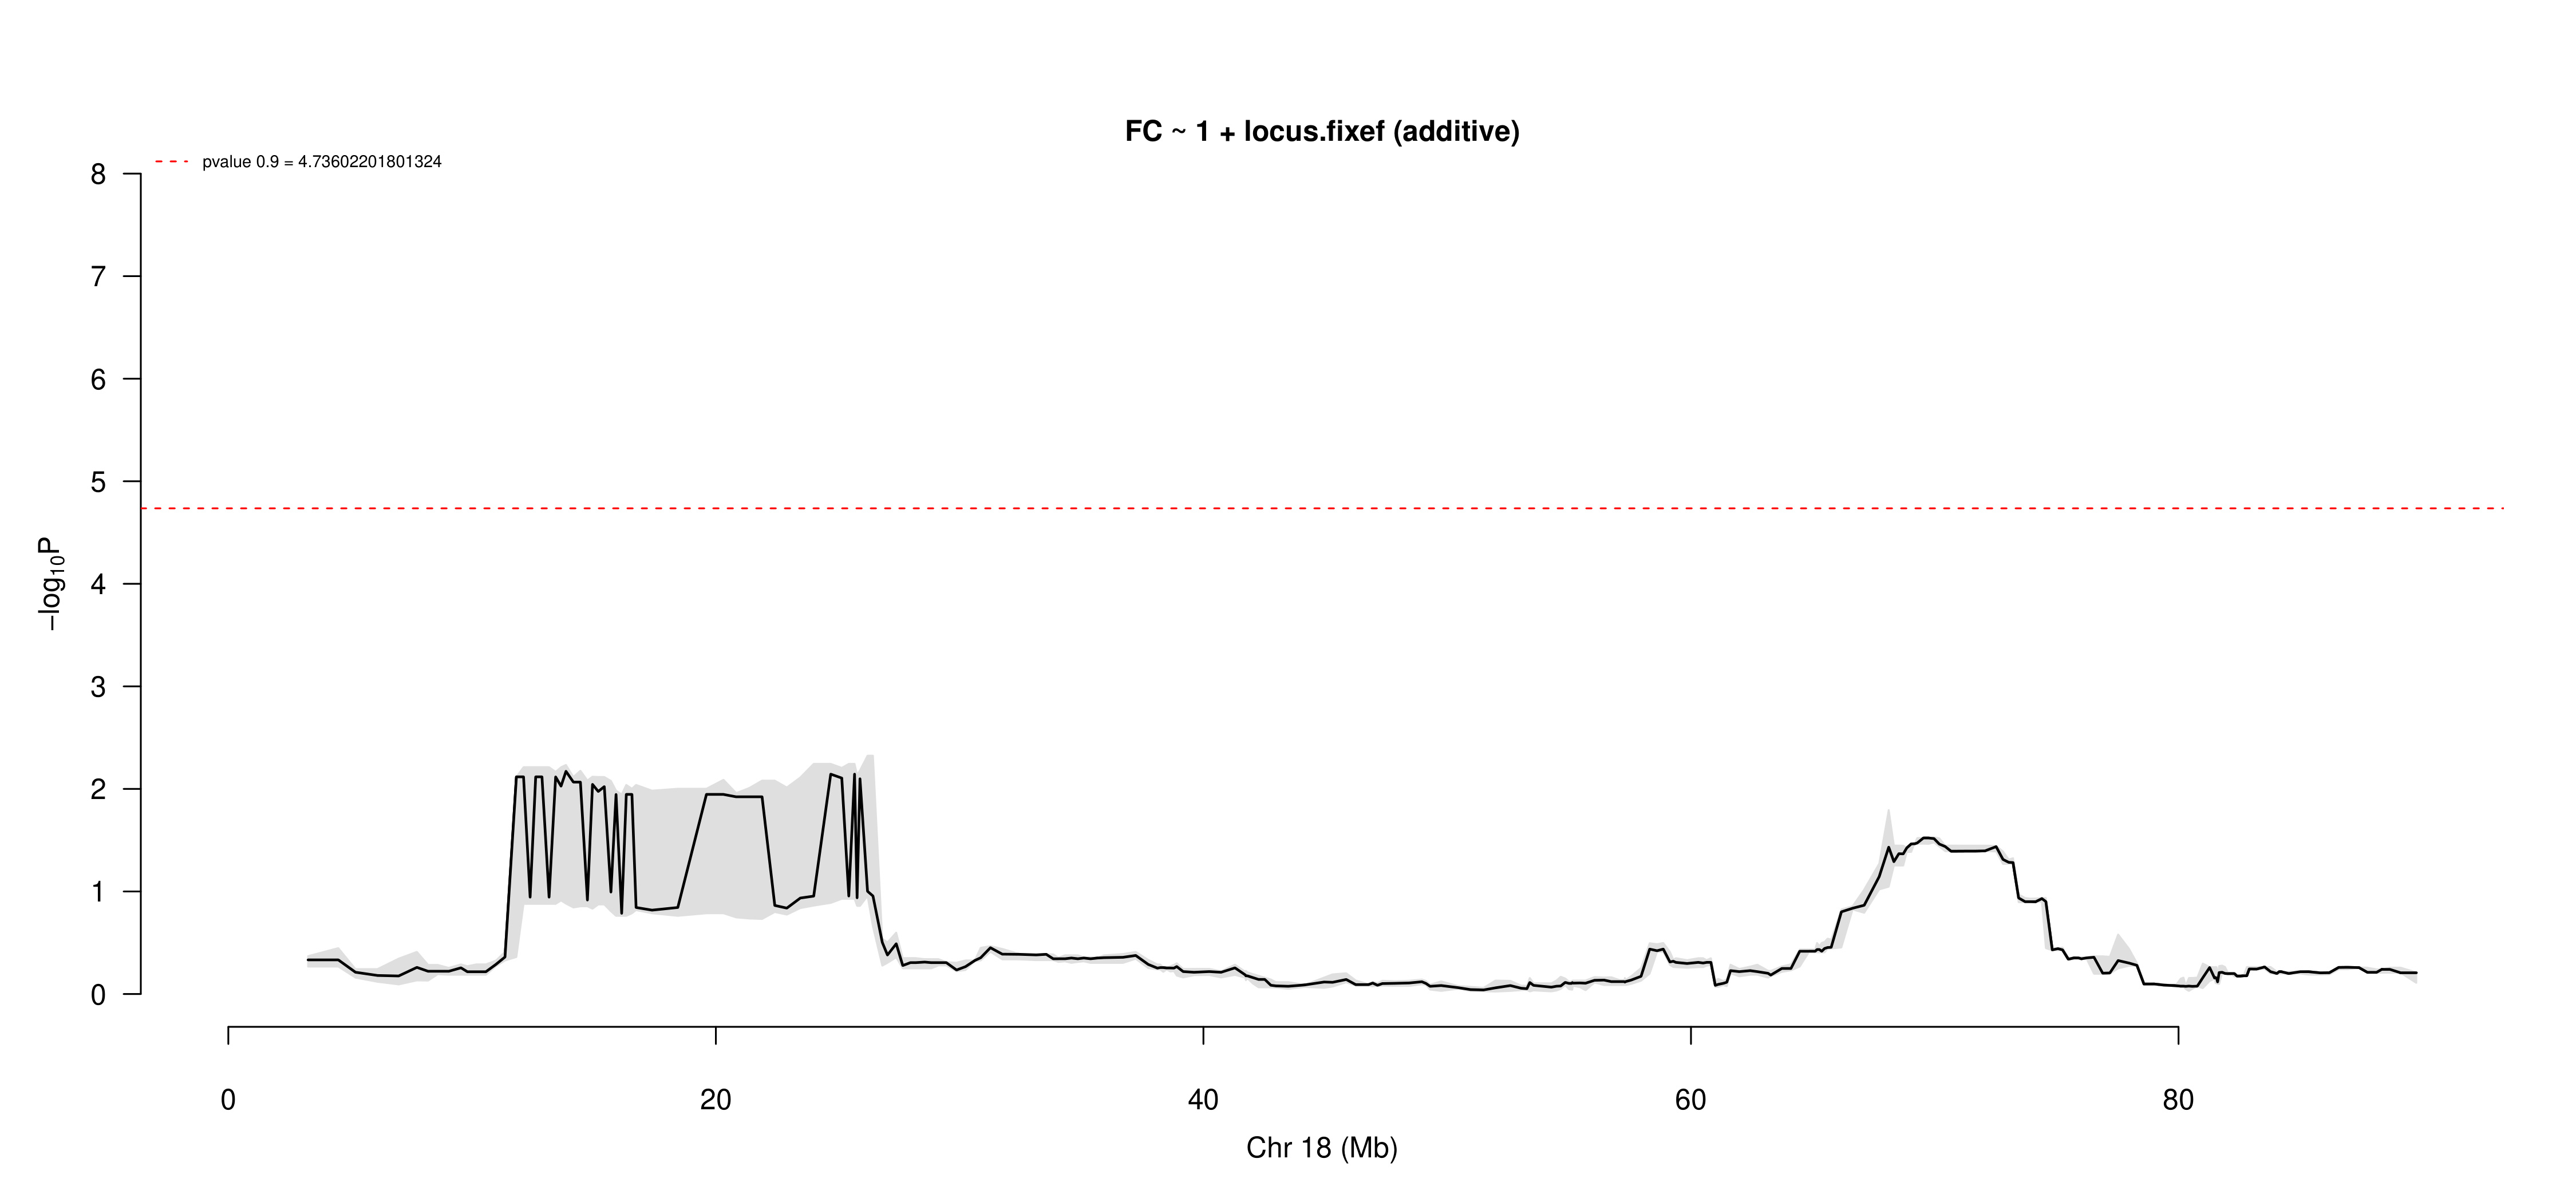 FC ~ 1 + locus.fixef (additive)
pvalue 0.9 = 4.73602201801324
8
7
6
5
4
3
2
1
0
−log10P
0 20 40 60 80
Chr 18 (Mb)